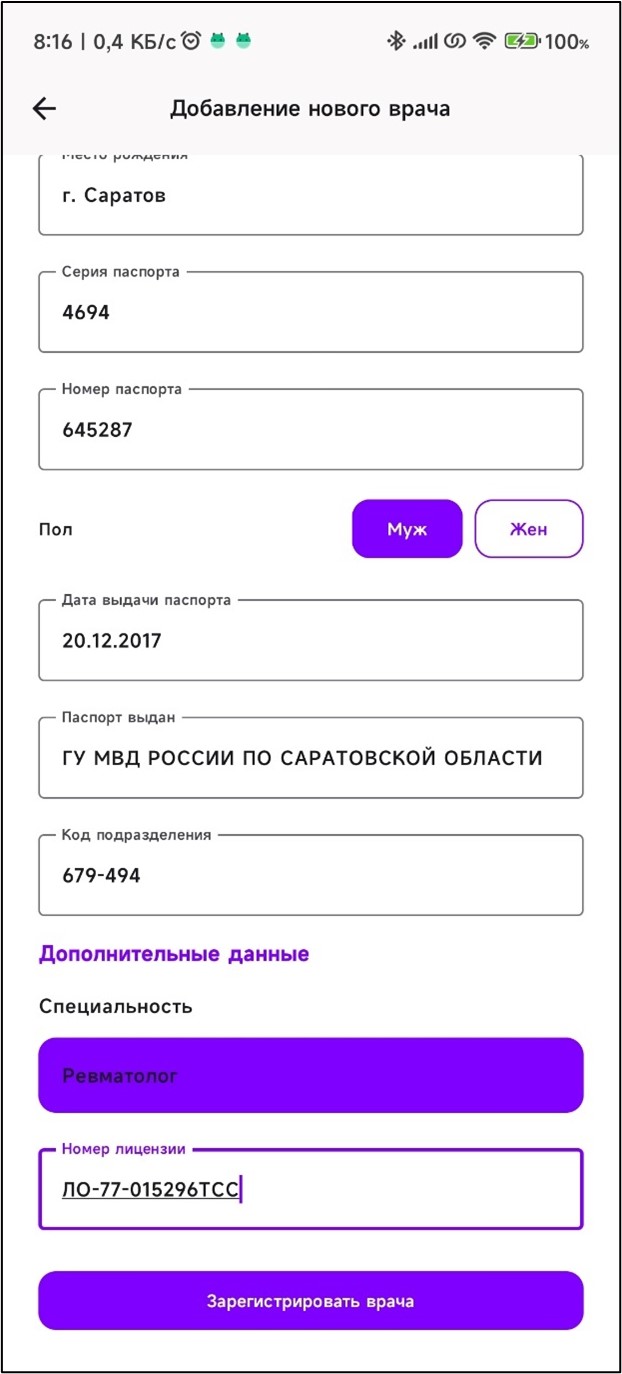 8:16 | 0,4 КБ/с 100%
Добавление нового врача
Место рождения
г. Саратов
Серия паспорта
4694
Номер паспорта
645287
Пол Муж Жен
Дата выдачи паспорта
20.12.2017
Паспорт выдан
ГУ МВД РОССИИ ПО САРАТОВСКОЙ ОБЛАСТИ
Код подразделения
679-494
Дополнительные данные
Специальность
Ревматолог
Номер лицензии
ЛО-77-015296ТСС
Зарегистрировать врача